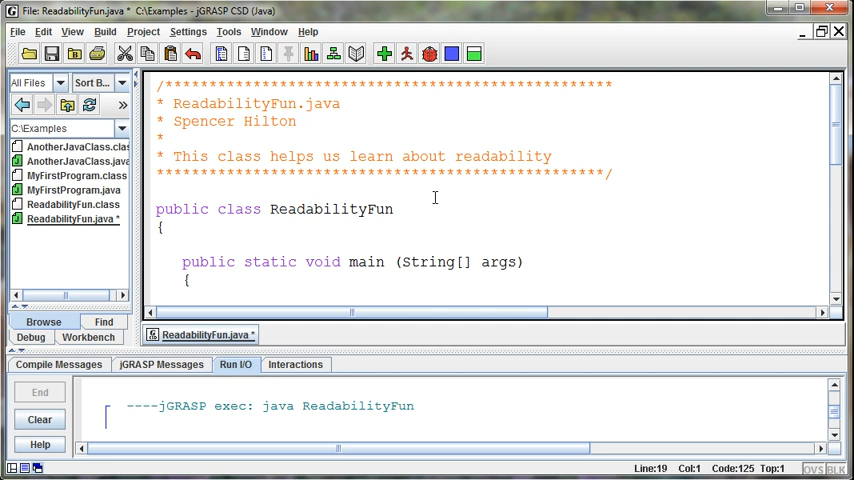 File: ReadabilityFun.java * C:\Examples - jGRASP CSD (Java)
File Edit View Build Project Settings Tools Window Help
All Files Sort B...
C:\Examples
AnotherJavaClass.clas
AnotherJavaClass.java
MyFirstProgram.class
MyFirstProgram.java
ReadabilityFun.class
ReadabilityFun.java *
Browse Find
Debug Workbench
/***************************************************
* ReadabilityFun.java
* Spencer Hilton
*
* This class helps us learn about readability
***************************************************/
public class ReadabilityFun
{
public static void main (String[] args)
{
ReadabilityFun.java *
Compile Messages jGRASP Messages Run I/O Interactions
End
Clear
Help
----jGRASP exec: java ReadabilityFun
Line:19 Col:1 Code:125 Top:1 OVS BLK